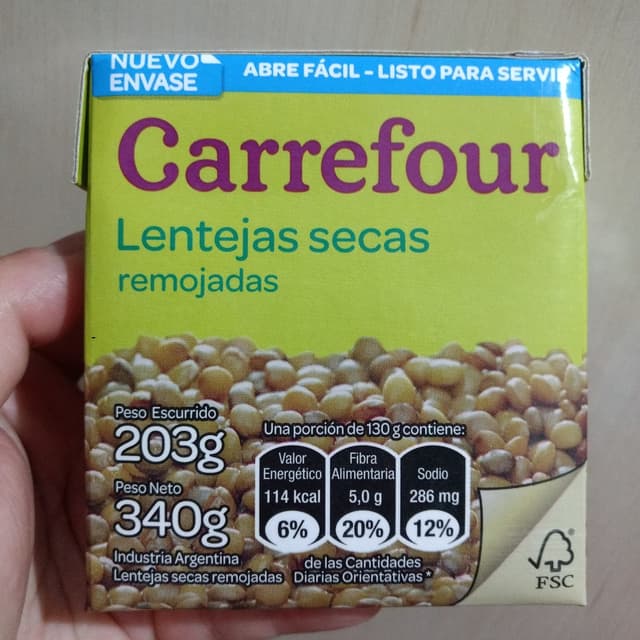 NUEVO
ENVASE
ABRE FÁCIL - LISTO PARA SERVIR
Carrefour
Lentejas secas
remojadas
Peso Escurrido
203g
Peso Neto
340g
Industria Argentina
Lentejas secas remojadas
Una porción de 130 g contiene:
Valor
Energético
114 kcal
6%
Fibra
Alimentaria
5,0 g
20%
Sodio
286 mg
12%
de las Cantidades
Diarias Orientativas *
FSC